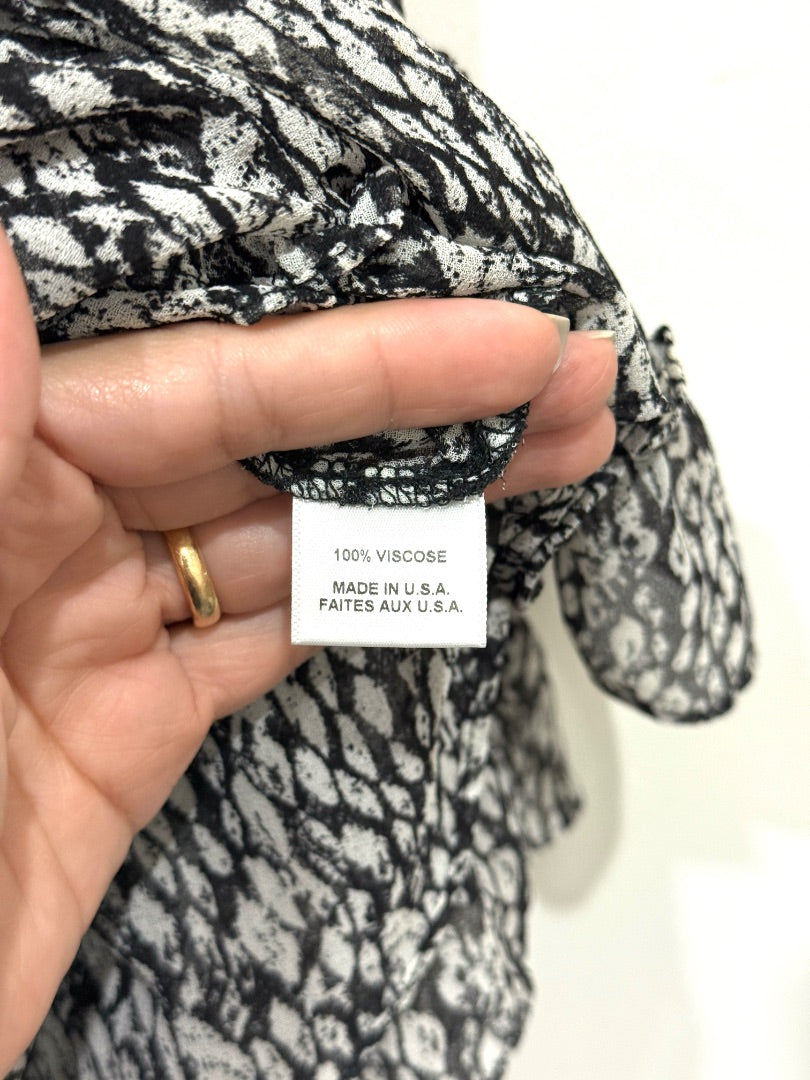 100% VISCOSE
MADE IN U.S.A.
FAITES AUX U.S.A.